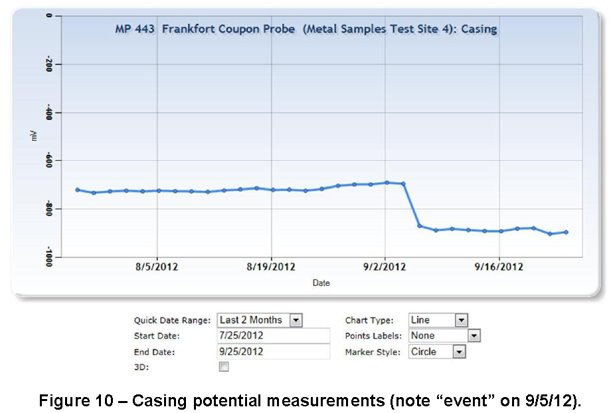 MP 443 Frankfort Coupon Probe (Metal Samples Test Site 4): Casing
0
-200
-400
-600
-800
-1000
mV
8/5/2012 8/19/2012 9/2/2012 9/16/2012
Date
Quick Date Range: Last 2 Months Chart Type: Line
Start Date: 7/25/2012 Points Labels: None
End Date: 9/25/2012 Marker Style: Circle
3D:
Figure 10 – Casing potential measurements (note “event” on 9/5/12).